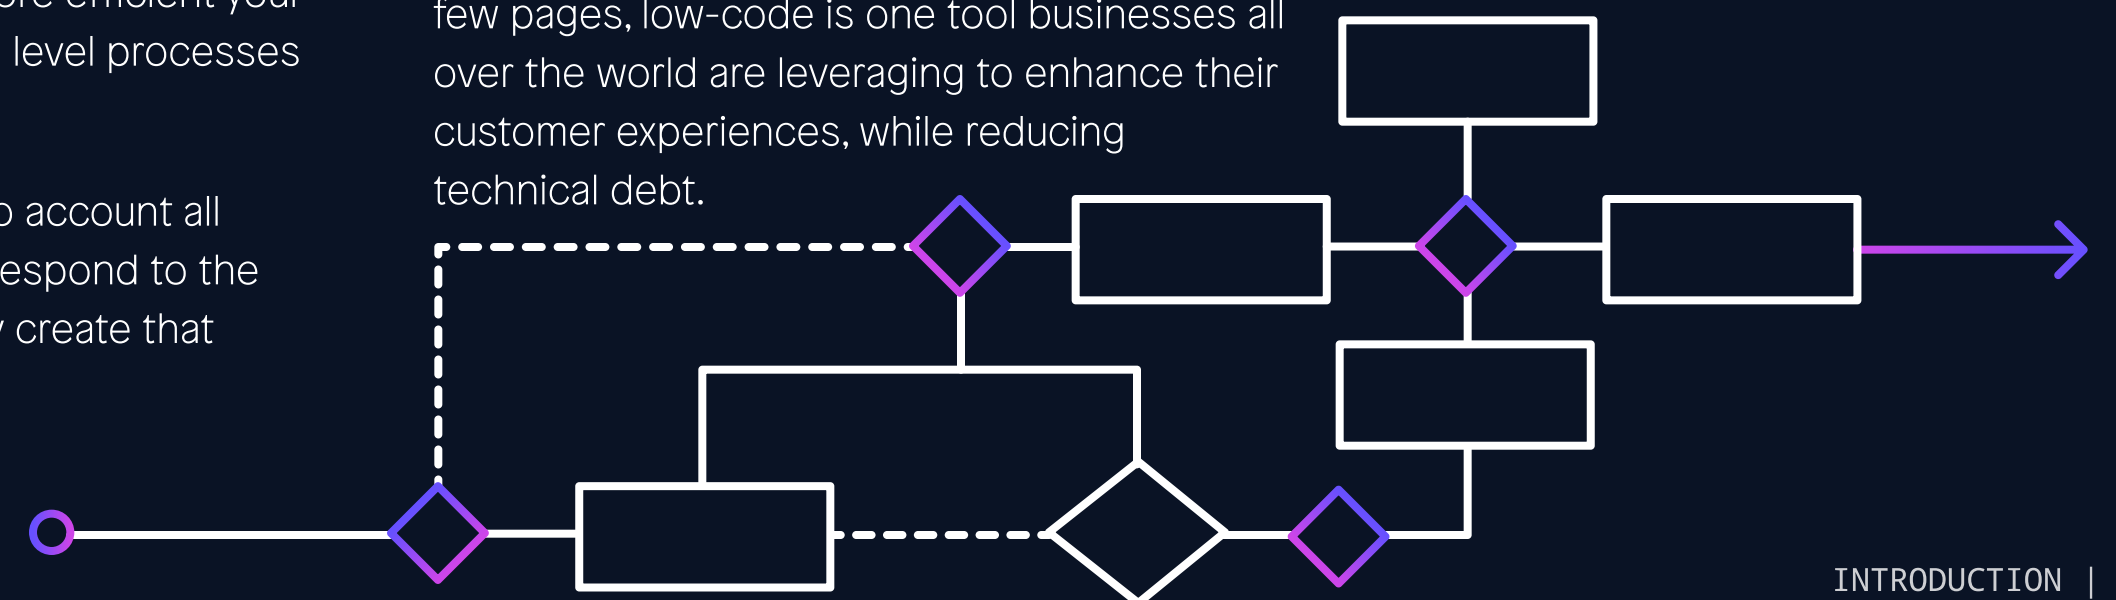 level processes
account all
espond to the
create that
few pages, low-code is one tool businesses all
over the world are leveraging to enhance their
customer experiences, while reducing
technical debt.
INTRODUCTION |